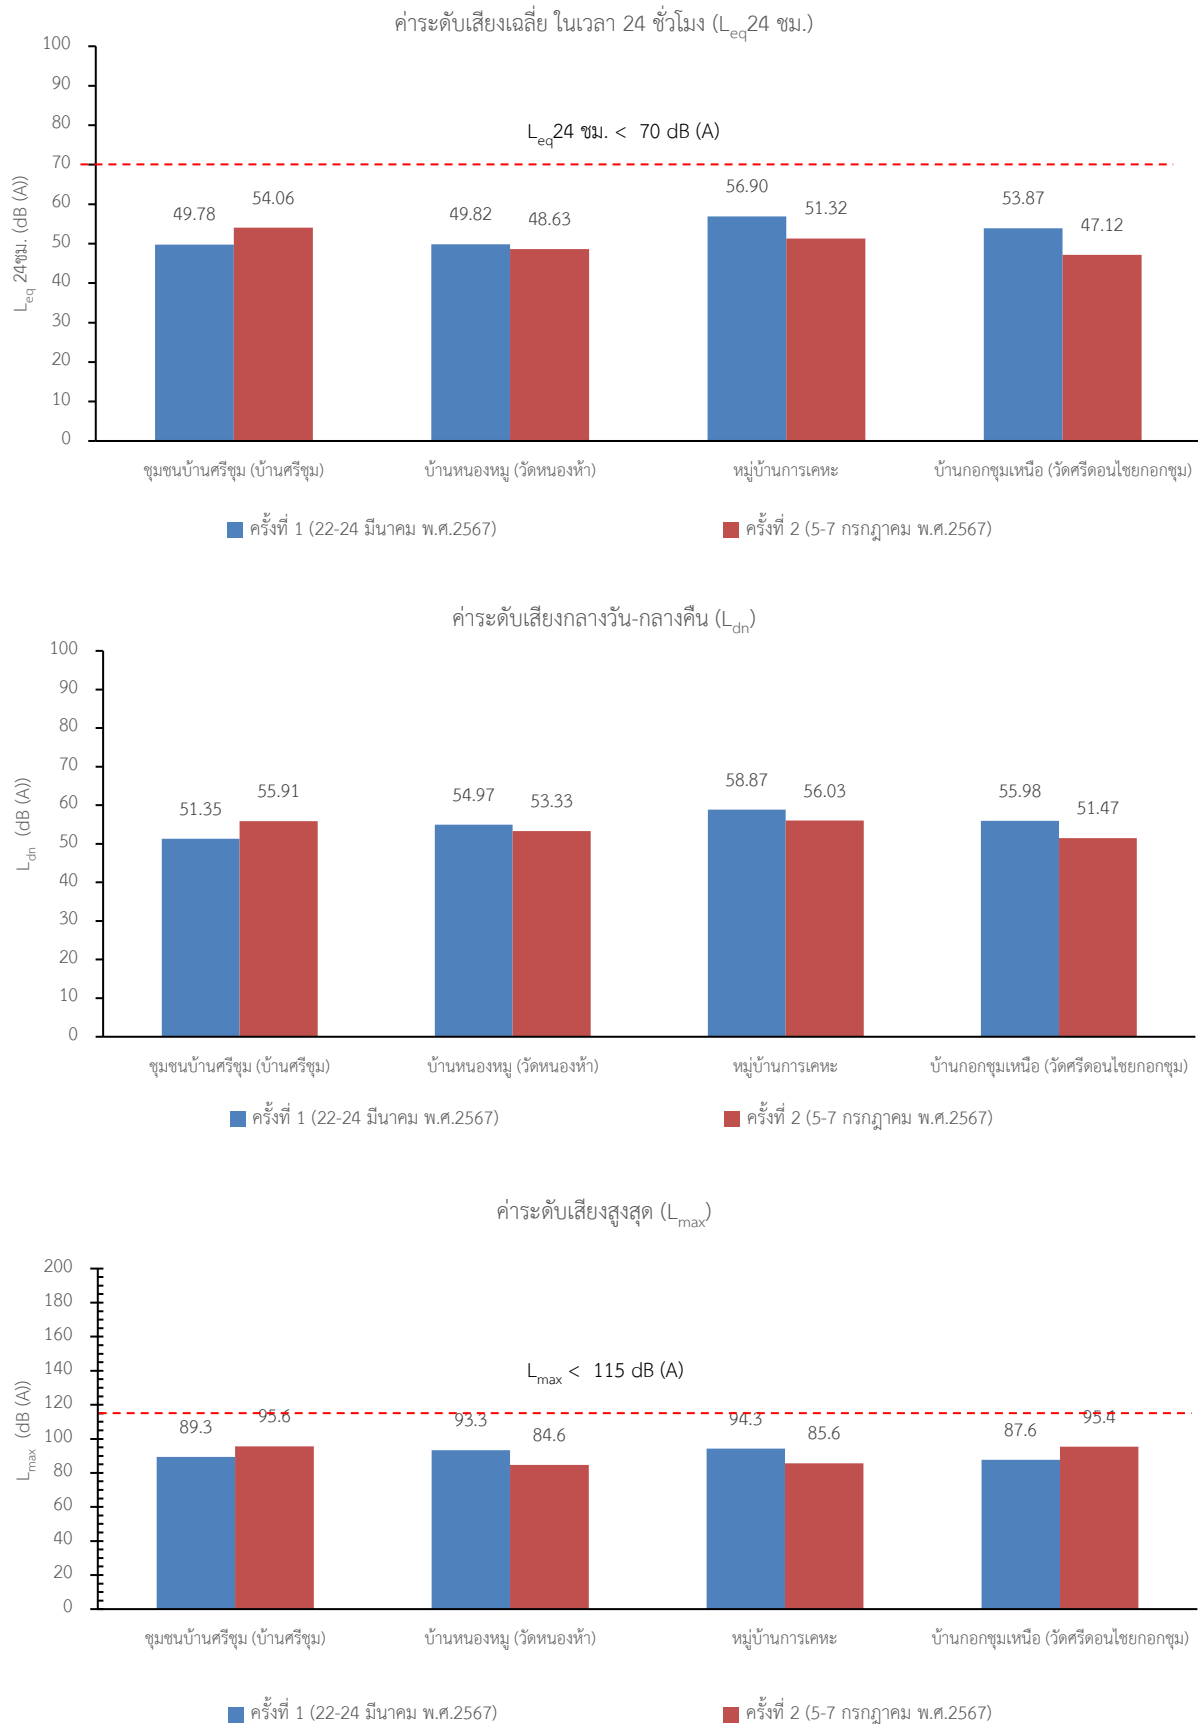 ค่าระดับเสียงเฉลี่ย ในเวลา 24 ชั่วโมง (Leq24 ชม.)
100
90
80
70
60
50
40
30
20
10
0
Leq 24ชม. (dB (A))
Leq24 ชม. < 70 dB (A)
49.78 54.06 49.82 48.63 56.90 51.32 53.87 47.12
ชุมชนบ้านศรีชุม (บ้านศรีชุม) บ้านหนองหมู (วัดหนองห้า) หมู่บ้านการเคหะ บ้านกอกชุมเหนือ (วัดศรีดอนไชยกอกชุม)
ครั้งที่ 1 (22-24 มีนาคม พ.ศ.2567) ครั้งที่ 2 (5-7 กรกฎาคม พ.ศ.2567)
ค่าระดับเสียงกลางวัน-กลางคืน (Ldn)
100
90
80
70
60
50
40
30
20
10
0
Ldn (dB (A))
51.35 55.91 54.97 53.33 58.87 56.03 55.98 51.47
ชุมชนบ้านศรีชุม (บ้านศรีชุม) บ้านหนองหมู (วัดหนองห้า) หมู่บ้านการเคหะ บ้านกอกชุมเหนือ (วัดศรีดอนไชยกอกชุม)
ครั้งที่ 1 (22-24 มีนาคม พ.ศ.2567) ครั้งที่ 2 (5-7 กรกฎาคม พ.ศ.2567)
ค่าระดับเสียงสูงสุด (Lmax)
200
180
160
140
120
100
80
60
40
20
0
Lmax (dB (A))
Lmax < 115 dB (A)
89.3 95.6 93.3 84.6 94.3 85.6 87.6 95.4
ชุมชนบ้านศรีชุม (บ้านศรีชุม) บ้านหนองหมู (วัดหนองห้า) หมู่บ้านการเคหะ บ้านกอกชุมเหนือ (วัดศรีดอนไชยกอกชุม)
ครั้งที่ 1 (22-24 มีนาคม พ.ศ.2567) ครั้งที่ 2 (5-7 กรกฎาคม พ.ศ.2567)